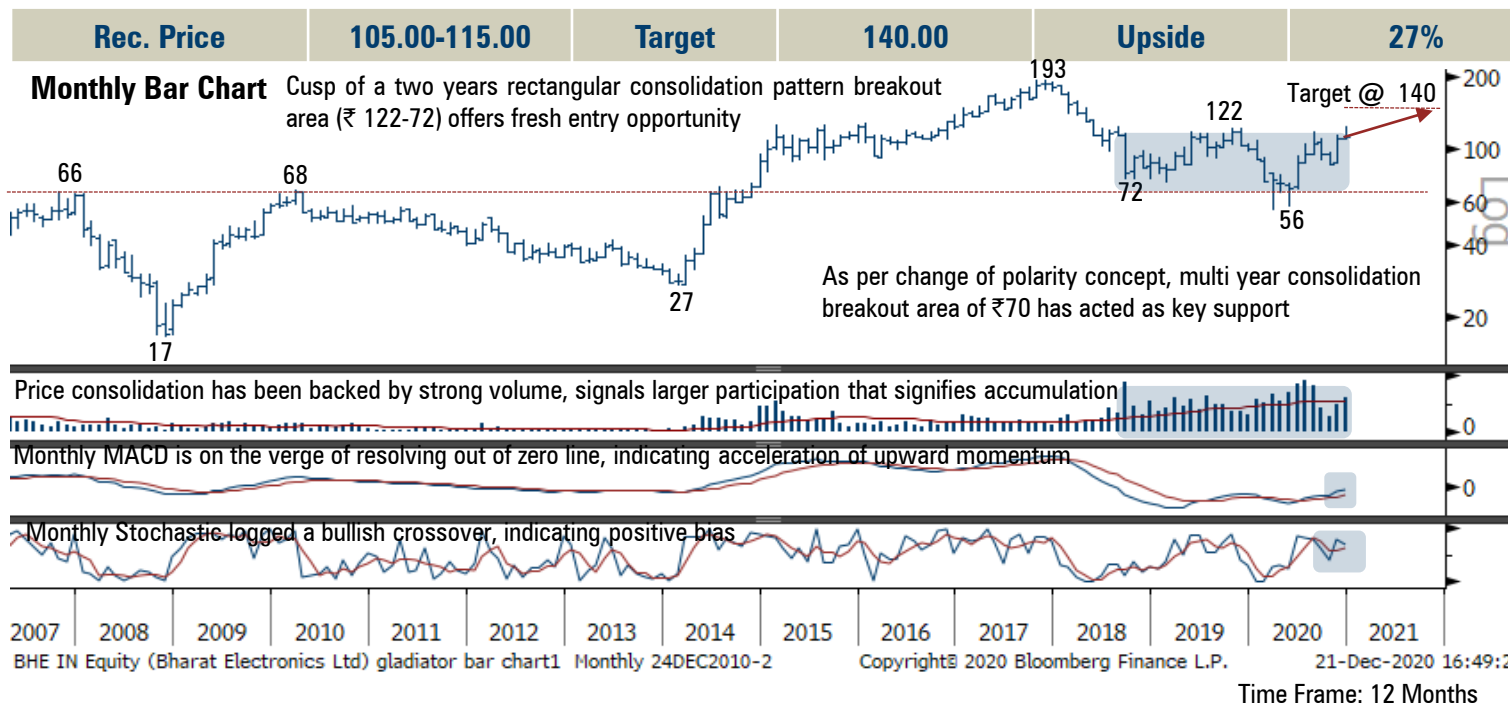 Rec. Price 105.00-115.00 Target 140.00 Upside 27%
Monthly Bar Chart
Cusp of a two years rectangular consolidation pattern breakout
area (₹ 122-72) offers fresh entry opportunity
193
Target @ 140
200
122
100
66
68
72
60
56
Log
40
As per change of polarity concept, multi year consolidation
breakout area of ₹70 has acted as key support
27
20
17
Price consolidation has been backed by strong volume, signals larger participation that signifies accumulation
0
Monthly MACD is on the verge of resolving out of zero line, indicating acceleration of upward momentum
0
Monthly Stochastic logged a bullish crossover, indicating positive bias
2007 2008 2009 2010 2011 2012 2013 2014 2015 2016 2017 2018 2019 2020 2021
BHE IN Equity (Bharat Electronics Ltd) gladiator bar chart1 Monthly 24DEC2010-2 Copyright© 2020 Bloomberg Finance L.P. 21-Dec-2020 16:49:2
Time Frame: 12 Months